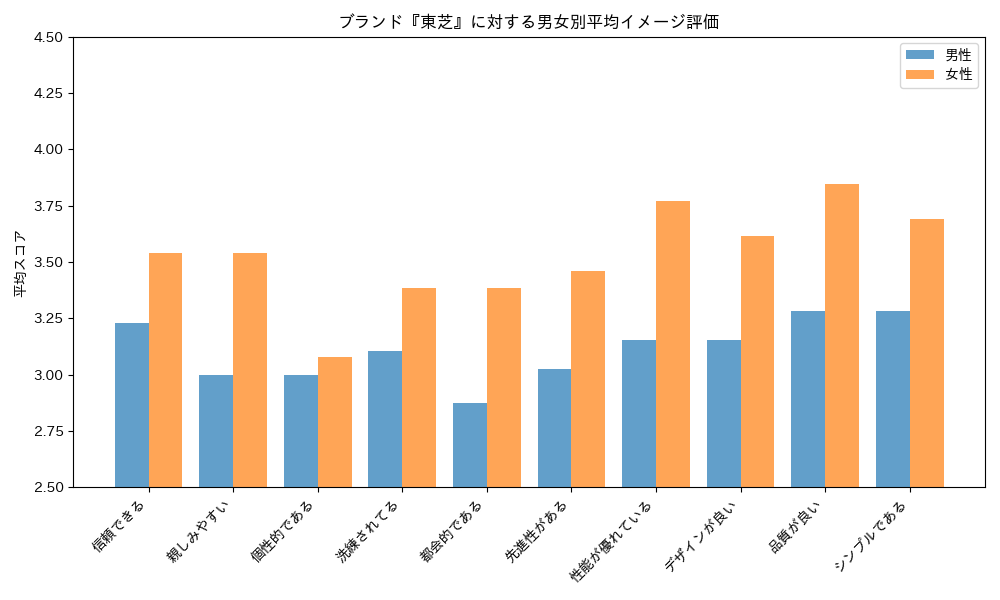 ブランド『東芝』に対する男女別平均イメージ評価
男性
女性
平均スコア
4.50
4.25
4.00
3.75
3.50
3.25
3.00
2.75
2.50
信頼できる
親しみやすい
個性的である
洗練されてる
都会的である
先進性がある
性能が優れている
デザインが良い
品質が良い
シンプルである